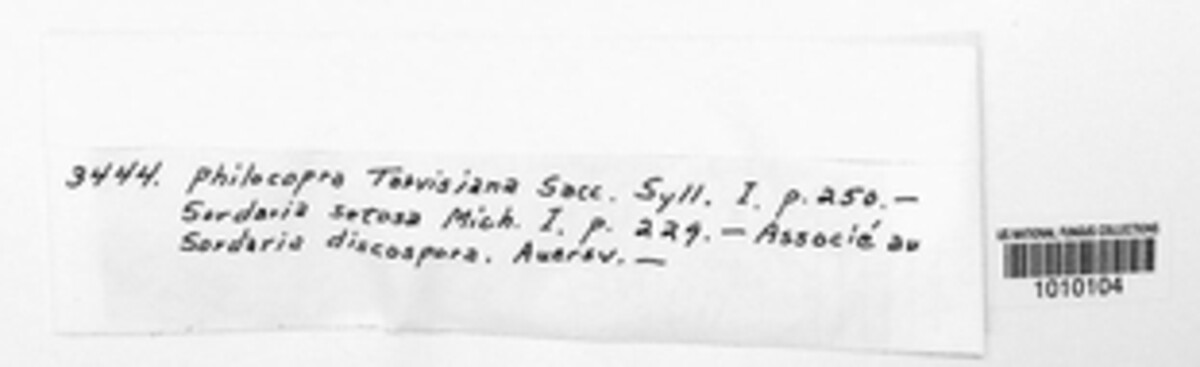 3444. Philocopra Tarvisiana Sacc. Syll. I. p. 250. —
Sordaria setosa Mich. I. p. 229. — Associé au
Sordaria discospora. Auersv. —
US NATIONAL FUNGUS COLLECTIONS
1010104